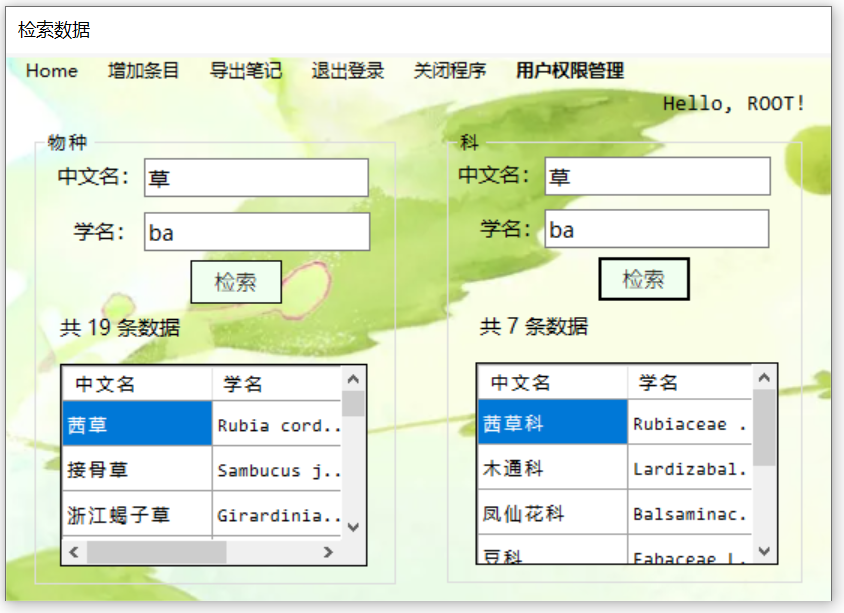 检索数据
Home 增加条目 导出笔记 退出登录 关闭程序 用户权限管理
Hello, ROOT!
物种
中文名： 草
学名： ba
检索
共 19 条数据
中文名 学名
茜草 Rubia cord..
接骨草 Sambucus j..
浙江蝎子草 Girardinia..
科
中文名： 草
学名： ba
检索
共 7 条数据
中文名 学名
茜草科 Rubiaceae .
木通科 Lardizabal.
凤仙花科 Balsaminac.
豆科 Fabaceae L.